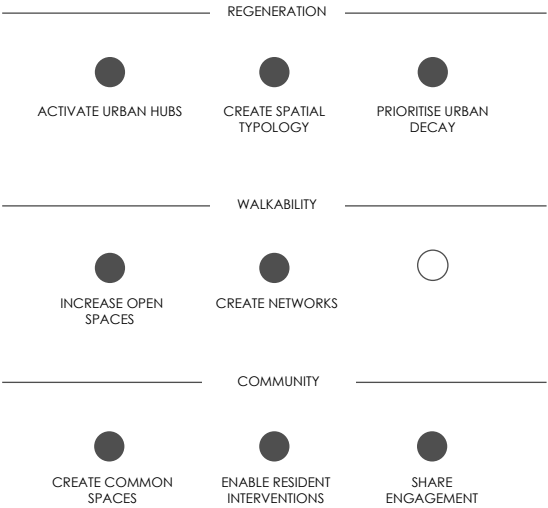 REGENERATION
ACTIVATE URBAN HUBS
CREATE SPATIAL
TYPOLOGY
PRIORITISE URBAN
DECAY
WALKABILITY
INCREASE OPEN
SPACES
CREATE NETWORKS
COMMUNITY
CREATE COMMON
SPACES
ENABLE RESIDENT
INTERVENTIONS
SHARE
ENGAGEMENT